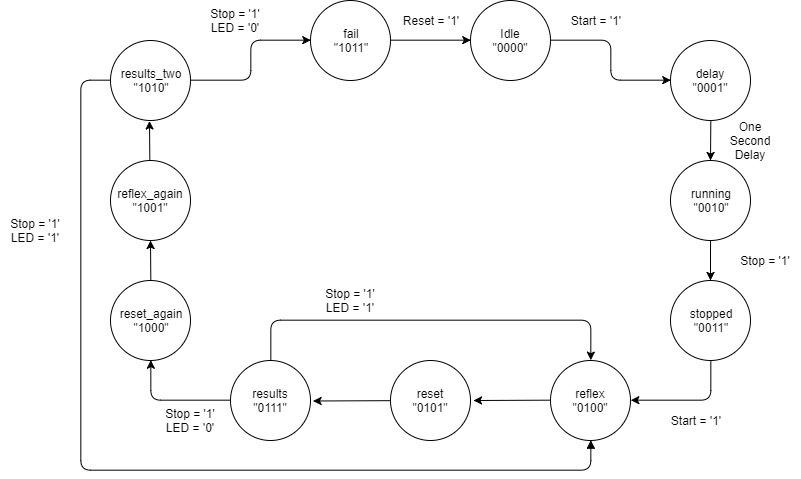 Stop = '1'
LED = '0'
fail
"1011"
Reset = '1'
Idle
"0000"
Start = '1'
results_two
"1010"
delay
"0001"
One
Second
Delay
reflex_again
"1001"
running
"0010"
Stop = '1'
LED = '1'
Stop = '1'
reset_again
"1000"
Stop = '1'
LED = '1'
stopped
"0011"
results
"0111"
reset
"0101"
reflex
"0100"
Stop = '1'
LED = '0'
Start = '1'